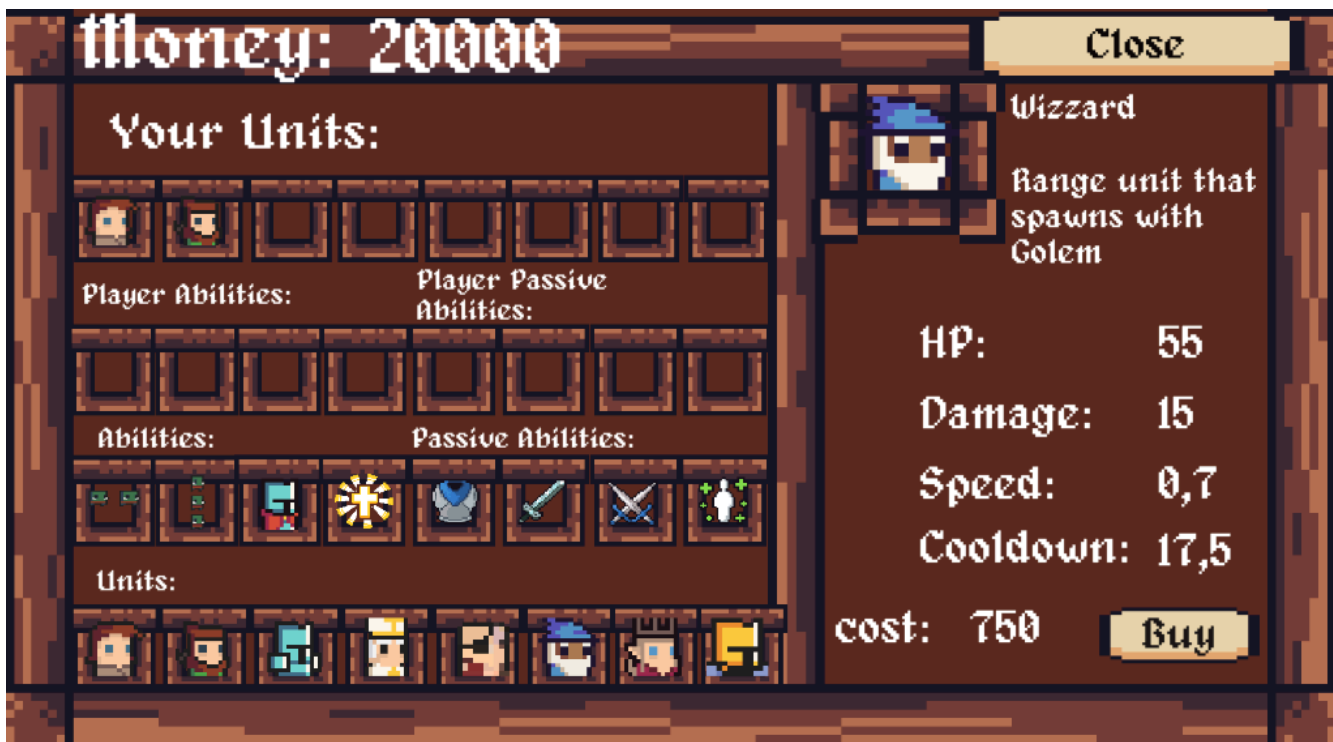 Money: 20000
Close
Your Units:
Wizzard
Range unit that
spawns with
Golem
Player Abilities:
Player Passive
Abilities:
HP: 55
Damage: 15
Abilities:
Passive Abilities:
Speed: 0,7
Cooldown: 17,5
Units:
cost: 750
Buy